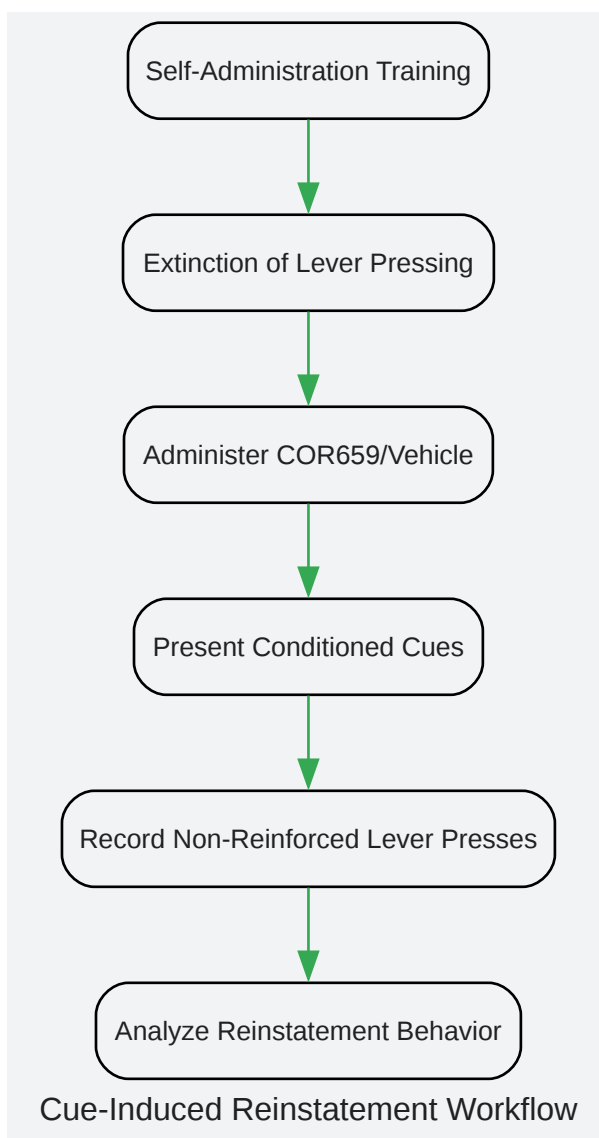 Self-Administration Training
Extinction of Lever Pressing
Administer COR659/Vehicle
Present Conditioned Cues
Record Non-Reinforced Lever Presses
Analyze Reinstatement Behavior
Cue-Induced Reinstatement Workflow